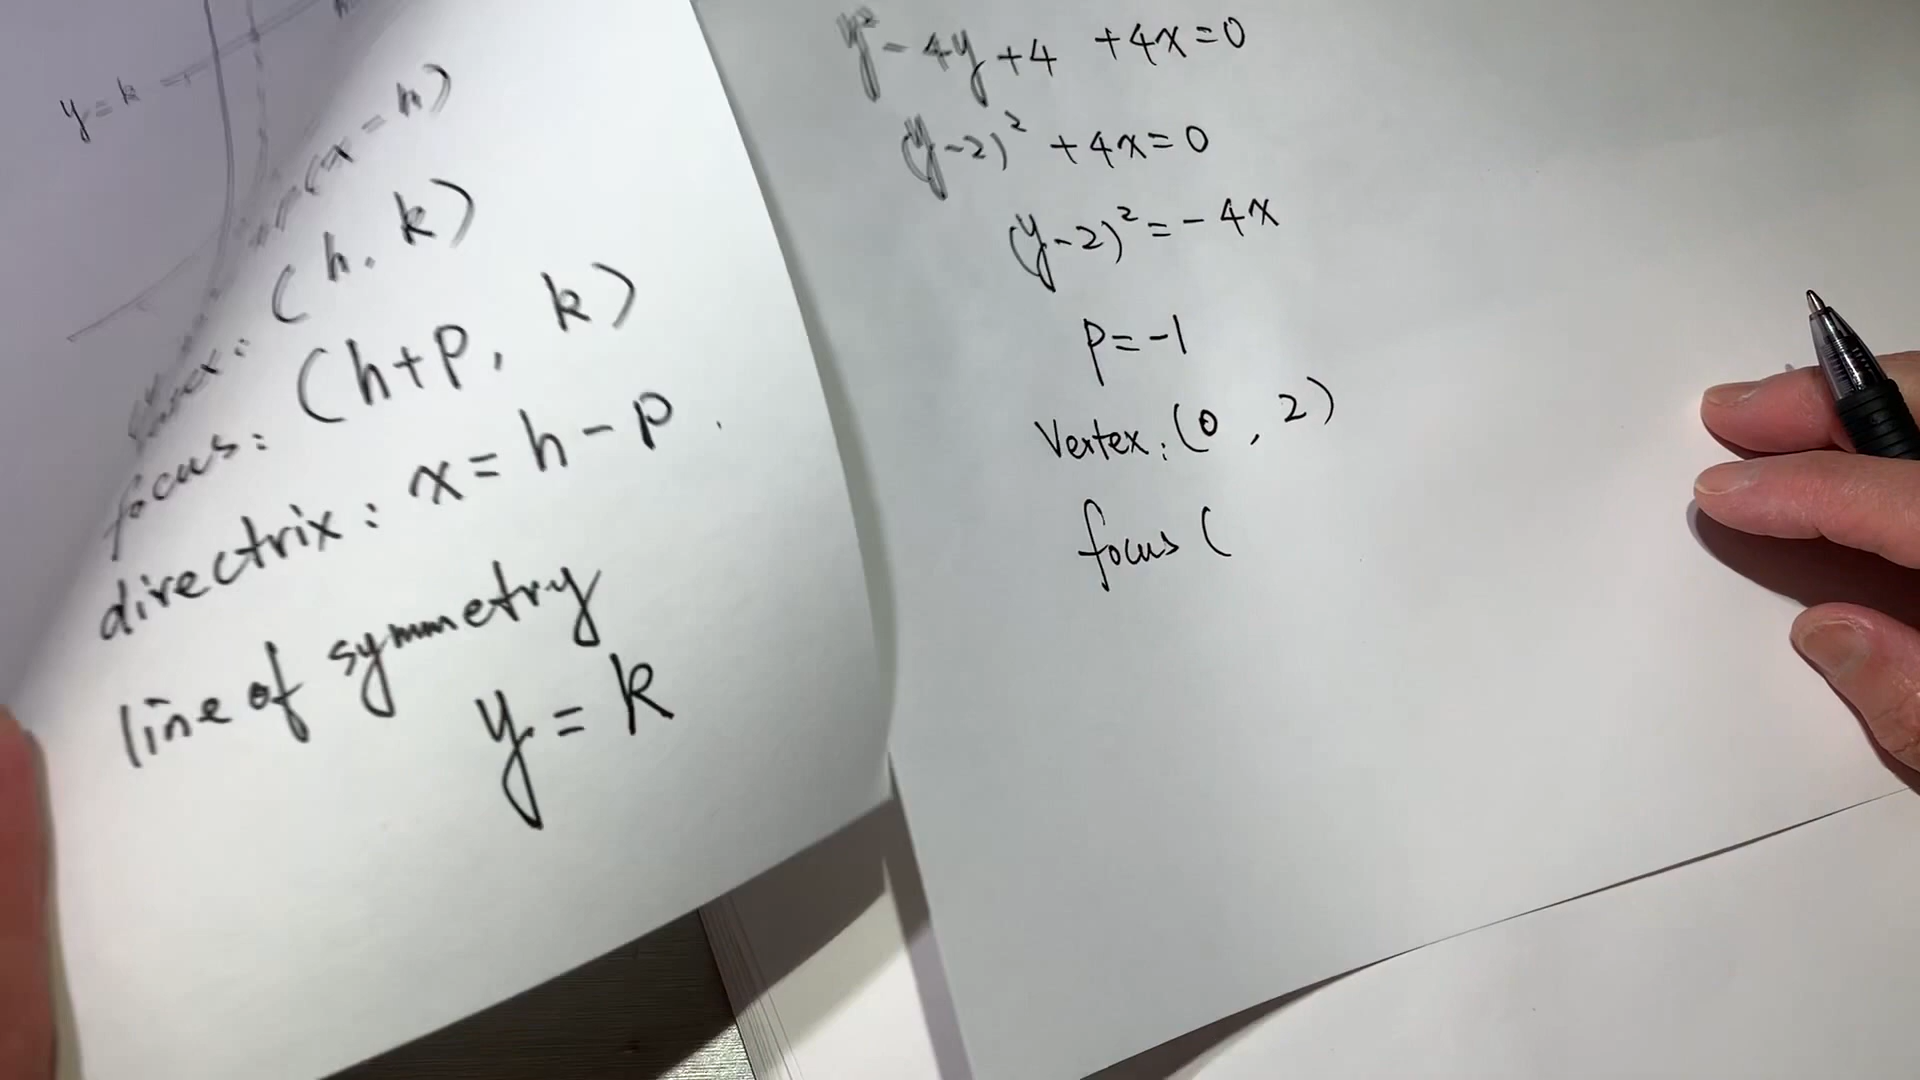 y = k
(x - h)
(h, k)
focus: (h+p, k)
directrix: x = h - p.
line of symmetry
y = k
y² - 4y + 4 + 4x = 0
(y-2)² + 4x = 0
(y-2)² = - 4x
p = -1
Vertex: (0, 2)
focus (